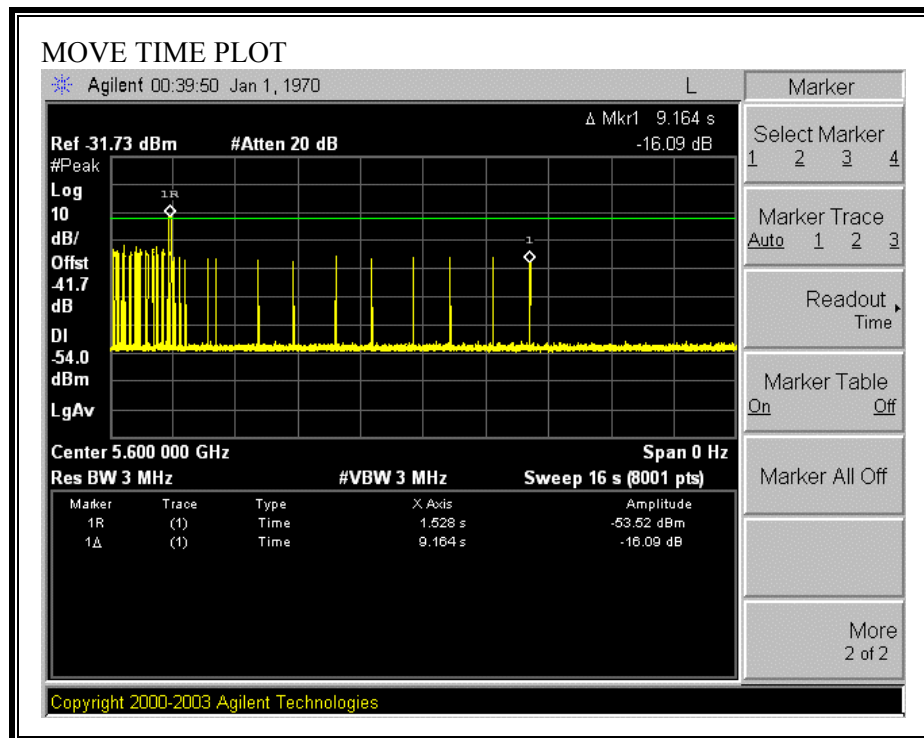 MOVE TIME PLOT
Agilent 00:39:50 Jan 1, 1970 L
Marker
Δ Mkr1 9.164 s
Ref -31.73 dBm #Atten 20 dB -16.09 dB
#Peak
Log
10
dB/
Offst
-41.7
dB
DI
-54.0
dBm
LgAv
1R
1
Center 5.600 000 GHz Span 0 Hz
Res BW 3 MHz #VBW 3 MHz Sweep 16 s (8001 pts)
Marker Trace Type X Axis Amplitude
1R (1) Time 1.528 s -53.52 dBm
1Δ (1) Time 9.164 s -16.09 dB
Select Marker
1 2 3 4
Marker Trace
Auto 1 2 3
Readout
Time
Marker Table
On Off
Marker All Off
More
2 of 2
Copyright 2000-2003 Agilent Technologies